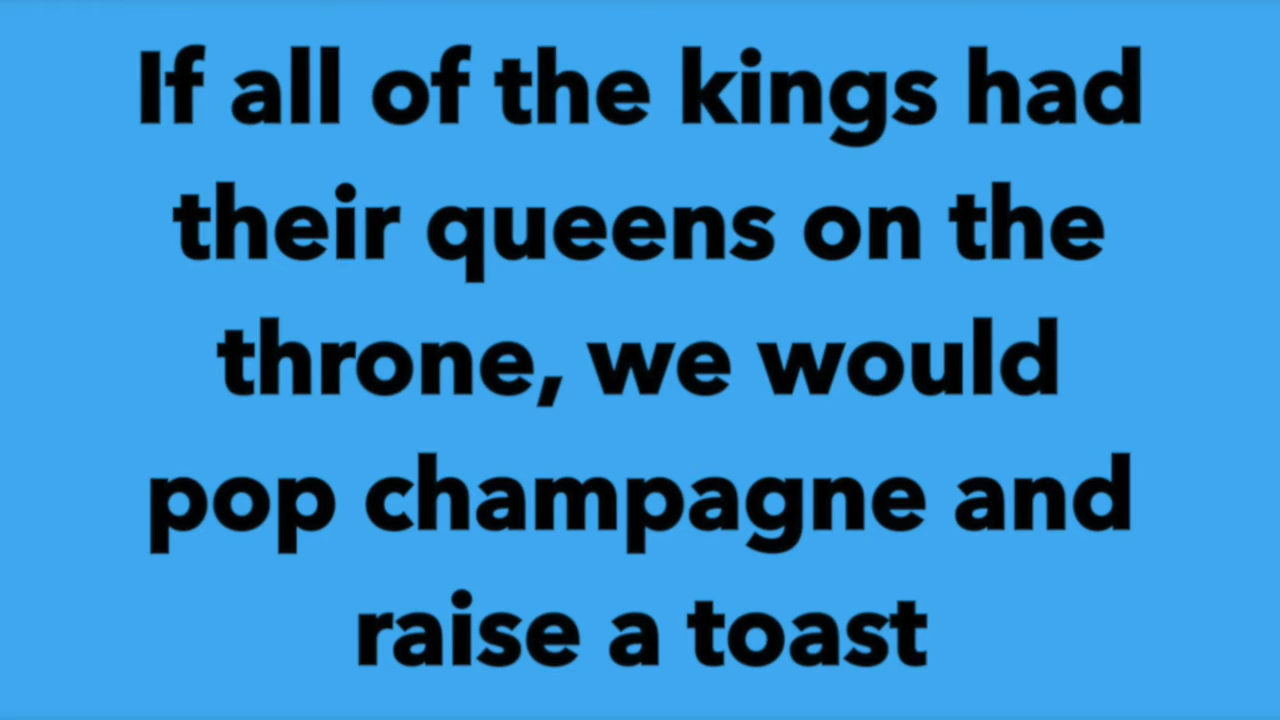 If all of the kings had
their queens on the
throne, we would
pop champagne and
raise a toast